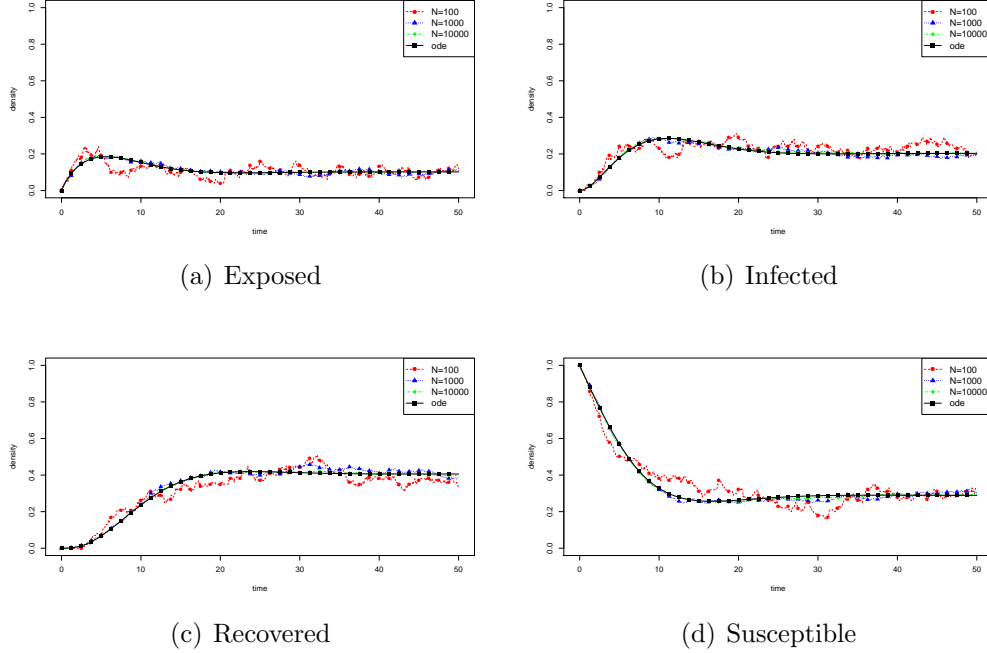 density
0.0 0.2 0.4 0.6 0.8 1.0
N=100
N=1000
N=10000
ode
0 10 20 30 40 50
time
(a) Exposed
density
0.0 0.2 0.4 0.6 0.8 1.0
N=100
N=1000
N=10000
ode
0 10 20 30 40 50
time
(b) Infected
density
0.0 0.2 0.4 0.6 0.8 1.0
N=100
N=1000
N=10000
ode
0 10 20 30 40 50
time
(c) Recovered
density
0.0 0.2 0.4 0.6 0.8 1.0
N=100
N=1000
N=10000
ode
0 10 20 30 40 50
time
(d) Susceptible